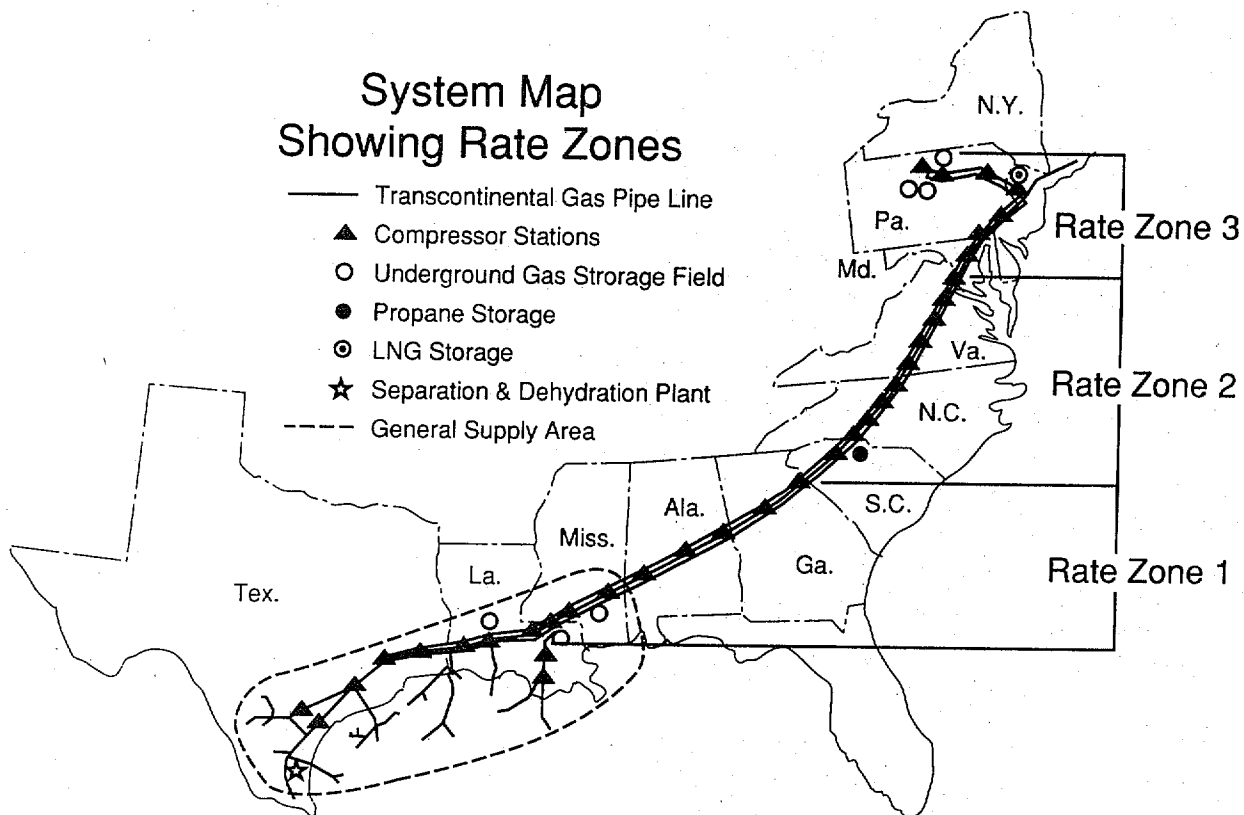 System Map
Showing Rate Zones
Transcontinental Gas Pipe Line
Compressor Stations
Underground Gas Strorage Field
Propane Storage
LNG Storage
Separation & Dehydration Plant
General Supply Area
N.Y.
Pa.
Rate Zone 3
Md.
Va.
Rate Zone 2
N.C.
S.C.
Ala.
Miss.
Ga.
Rate Zone 1
La.
Tex.